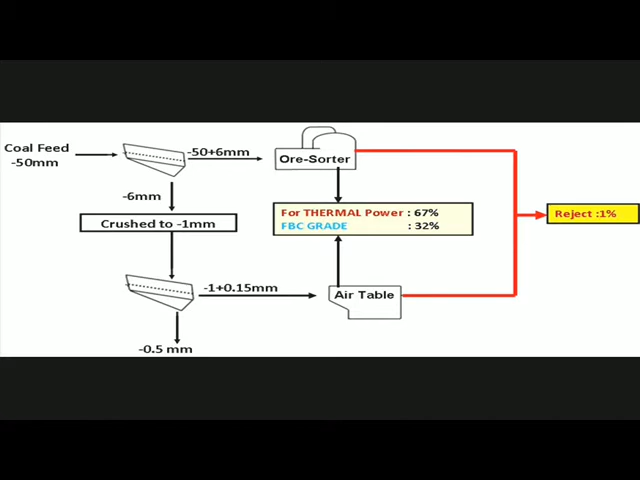 Coal Feed
-50mm
-50+6mm
Ore-Sorter
-6mm
Crushed to -1mm
For THERMAL Power : 67%
FBC GRADE : 32%
Reject :1%
-1+0.15mm
Air Table
-0.5 mm